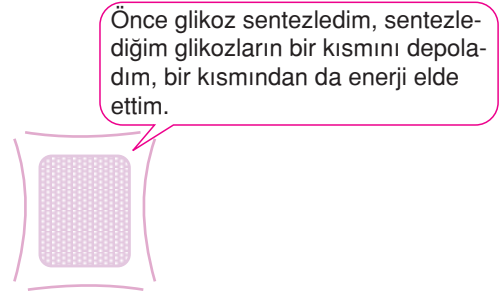 Önce glikoz sentezledim, sentezle-
diğim glikozların bir kısmını depola-
dım, bir kısmından da enerji elde
ettim.